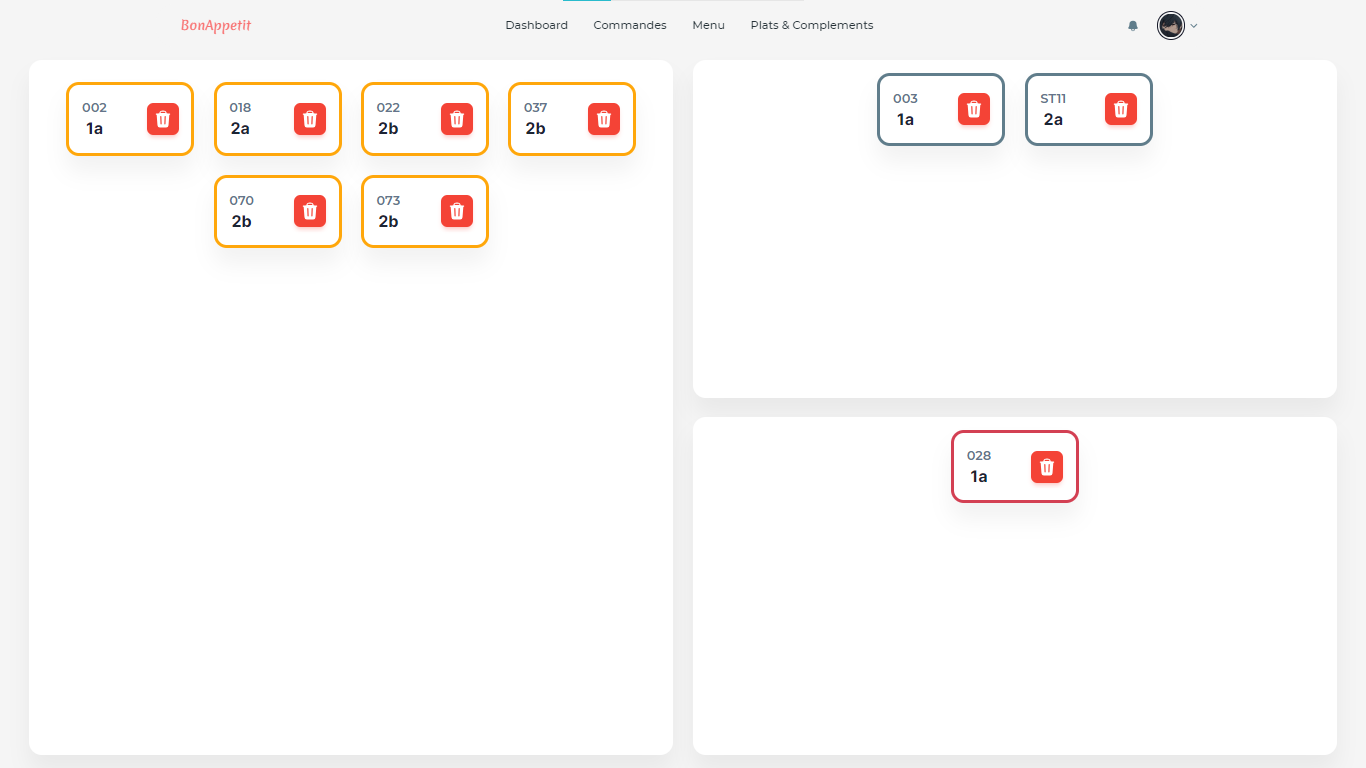 BonAppetit
Dashboard
Commandes
Menu
Plats & Complements
002
1a
018
2a
022
2b
037
2b
070
2b
073
2b
003
1a
ST11
2a
028
1a